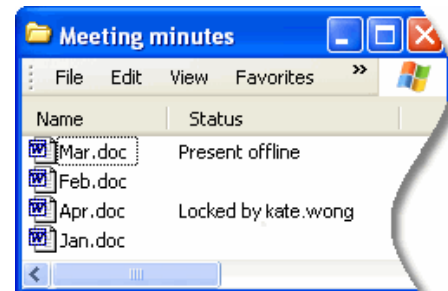 Meeting minutes
File Edit View Favorites »
Name Status
Mar.doc Present offline
Feb.doc
Apr.doc Locked by kate.wong
Jan.doc